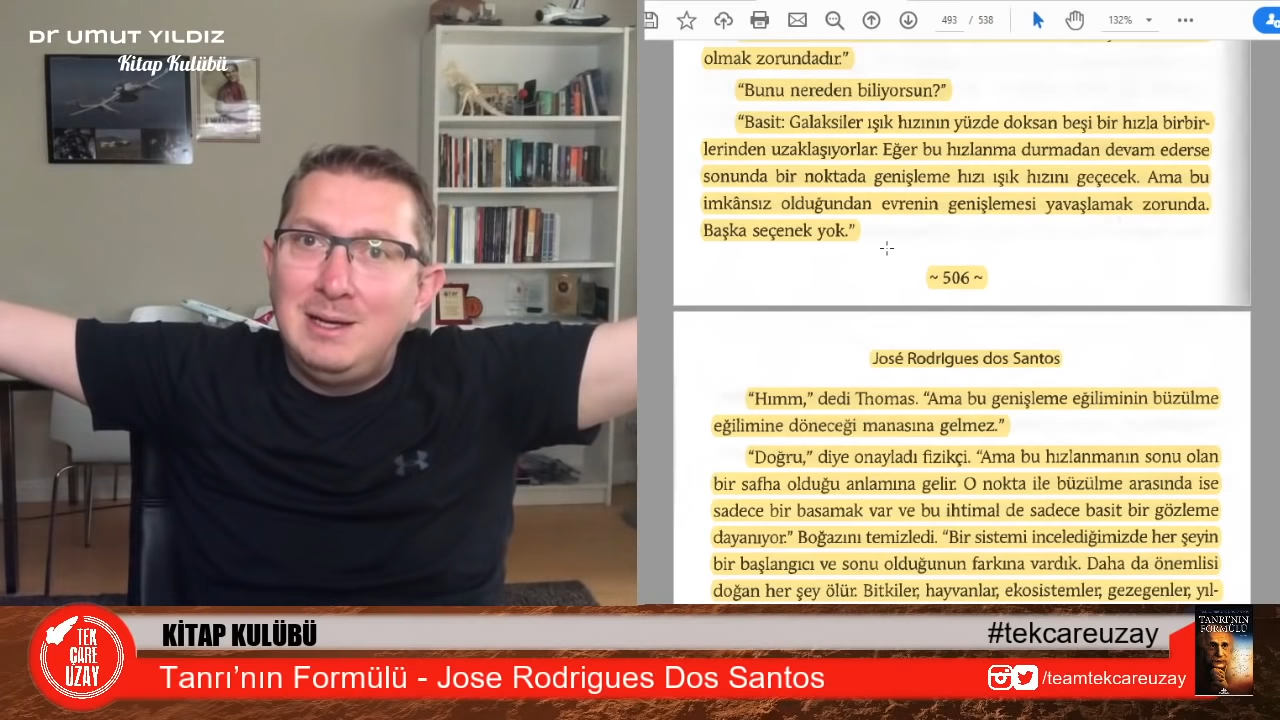 Dr UMUT YILDIZ
Kitap Kulübü
493 / 538
132%
olmak zorundadır.”
“Bunu nereden biliyorsun?”
“Basit: Galaksiler ışık hızının yüzde doksan beşi bir hızla birbir-
lerinden uzaklaşıyorlar. Eğer bu hızlanma durmadan devam ederse
sonunda bir noktada genişleme hızı ışık hızını geçecek. Ama bu
imkânsız olduğundan evrenin genişlemesi yavaşlamak zorunda.
Başka seçenek yok.”
~ 506 ~
José Rodrigues dos Santos
“Hımm,” dedi Thomas. “Ama bu genişleme eğiliminin büzülme
eğilimine döneceği manasına gelmez.”
“Doğru,” diye onayladı fizikçi. “Ama bu hızlanmanın sonu olan
bir safha olduğu anlamına gelir. O nokta ile büzülme arasında ise
sadece bir basamak var ve bu ihtimal de sadece basit bir gözleme
dayanıyor.” Boğazını temizledi. “Bir sistemi incelediğimizde her şeyin
bir başlangıcı ve sonu olduğunun farkına vardık. Daha da önemlisi
doğan her şey ölür. Bitkiler, hayvanlar, ekosistemler, gezegenler, yıl-
TEK
ÇARE
UZAY
KİTAP KULÜBÜ
#tekcareuzay
Tanrı’nın Formülü - Jose Rodrigues Dos Santos
/teamtekcareuzay
TANRI'NIN
FORMÜLÜ